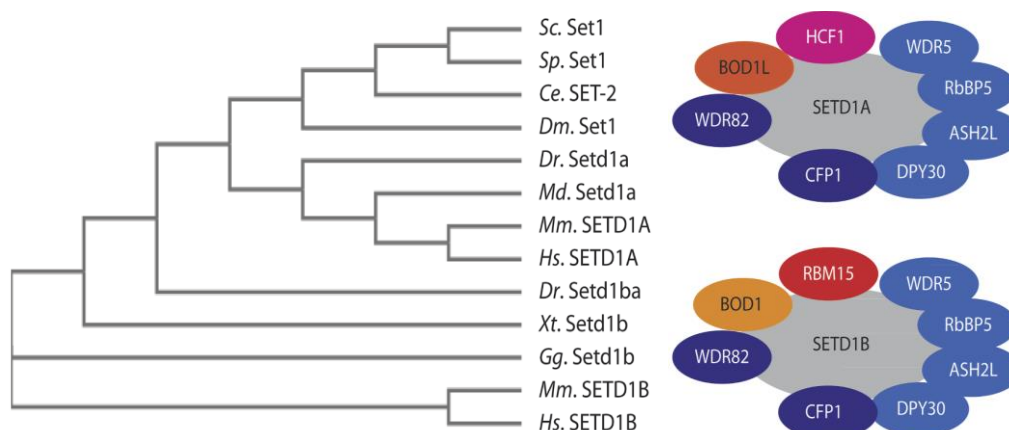 Sc. Set1
Sp. Set1
Ce. SET-2
Dm. Set1
Dr. Setd1a
Md. Setd1a
Mm. SETD1A
Hs. SETD1A
Dr. Setd1ba
Xt. Setd1b
Gg. Setd1b
Mm. SETD1B
Hs. SETD1B
HCF1
WDR5
BOD1L
RbBP5
SETD1A
WDR82
ASH2L
CFP1
DPY30
RBM15
WDR5
BOD1
RbBP5
SETD1B
WDR82
ASH2L
CFP1
DPY30